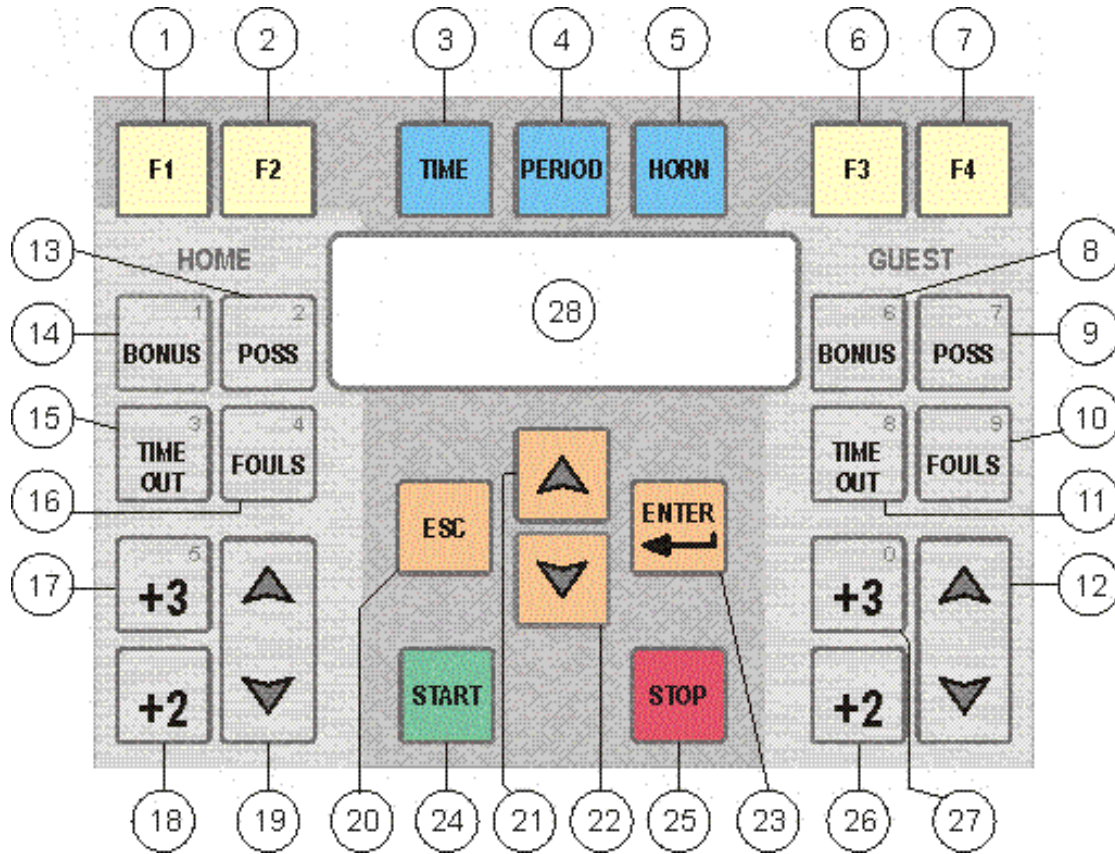 1 2 3 4 5 6 7
F1 F2 TIME PERIOD HORN F3 F4
13 HOME GUEST 8
28
14 1 2 6 7 9
BONUS POSS BONUS POSS
15 3 4 8 9 10
TIME OUT FOULS TIME OUT FOULS
16 11
ESC ENTER
17 5 0 12
+3 +3
+2 START STOP +2
18 19 20 24 21 22 25 23 26 27